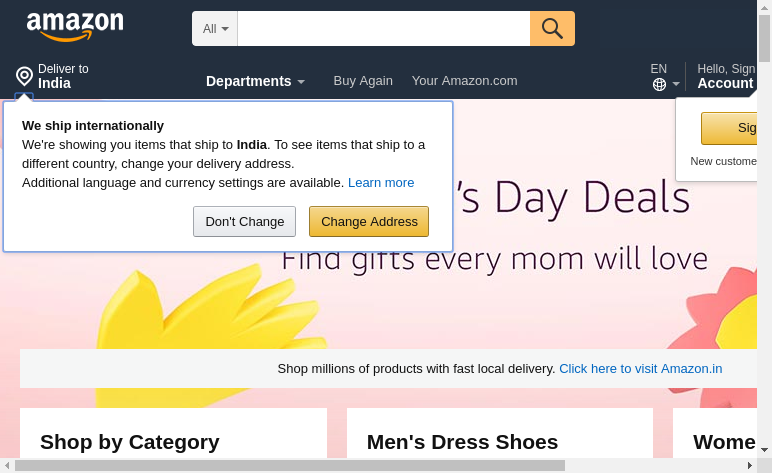 amazon
All
Deliver to
India
Departments
Buy Again
Your Amazon.com
EN
Hello, Sign
Account
We ship internationally
We're showing you items that ship to India. To see items that ship to a
different country, change your delivery address.
Additional language and currency settings are available. Learn more
Don't Change
Change Address
Sig
New custome
's Day Deals
Find gifts every mom will love
Shop millions of products with fast local delivery. Click here to visit Amazon.in
Shop by Category
Men's Dress Shoes
Wome